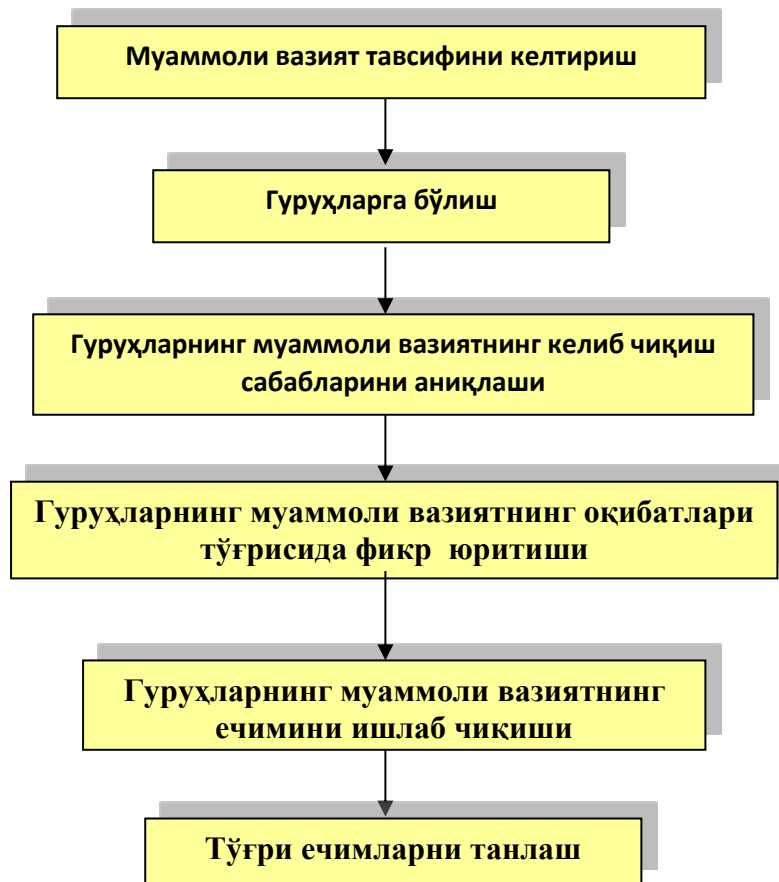 Муаммоли вазият тавсифини келтириш
Гуруҳларга бўлиш
Гуруҳларнинг муаммоли вазиятнинг келиб чиқиш
сабабларини аниқлаши
Гуруҳларнинг муаммоли вазиятнинг оқибатлари
тўғрисида фикр юритиши
Гуруҳларнинг муаммоли вазиятнинг
ечимини ишлаб чиқиши
Тўғри ечимларни танлаш